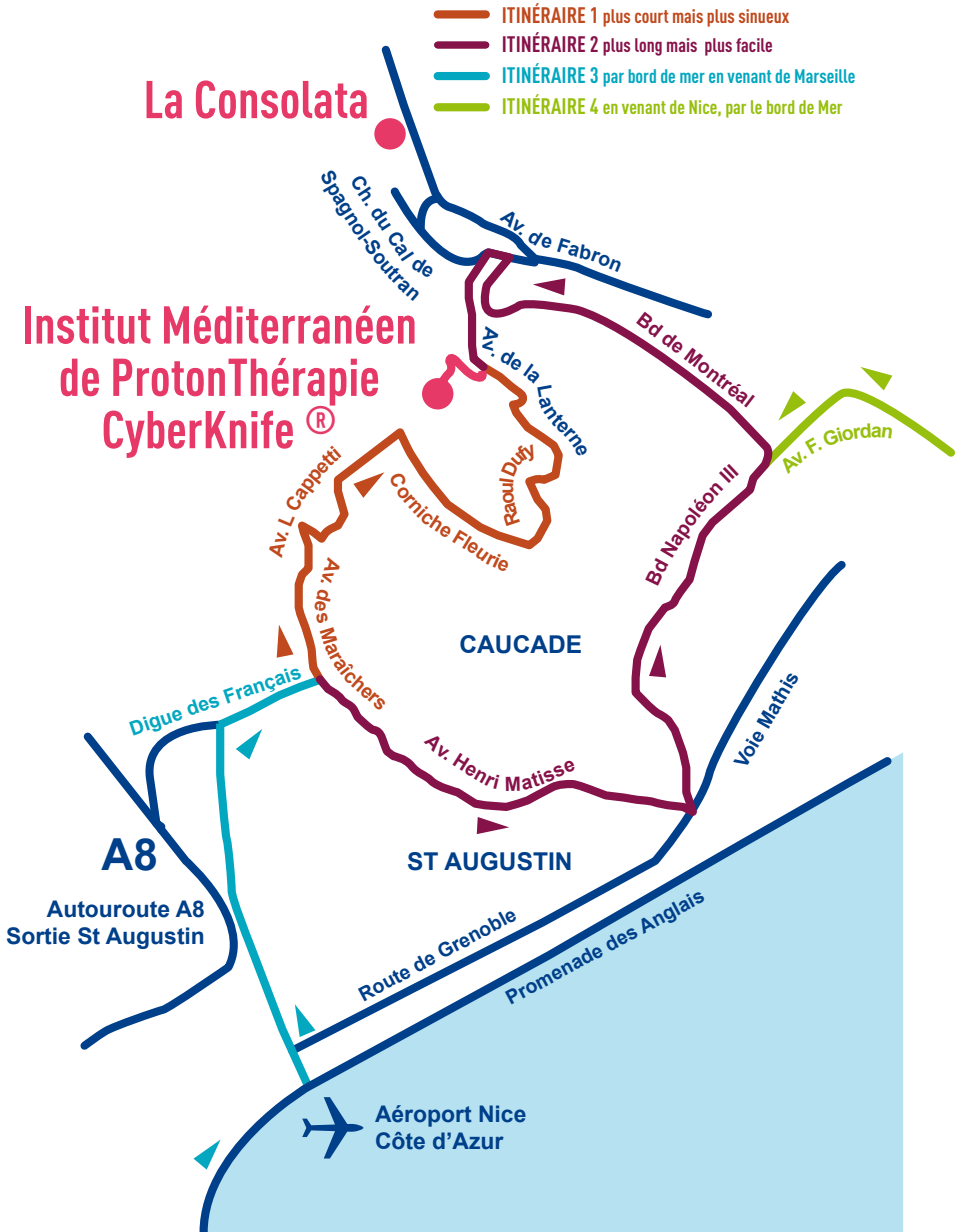 ITINÉRAIRE 1 plus court mais plus sinueux
ITINÉRAIRE 2 plus long mais plus facile
ITINÉRAIRE 3 par bord de mer en venant de Marseille
ITINÉRAIRE 4 en venant de Nice, par le bord de Mer
La Consolata
Ch. du Cal de
Spagnol-Soutran
Av. de Fabron
Institut Méditerranéen
de ProtonThérapie
CyberKnife ®
Av. de la Lanterne
Bd de Montréal
Av. F. Giordan
Raoul Dufy
Av. L Cappetti
Corniche Fleurie
Bd Napoléon III
Av. des Maraîchers
CAUCADE
Digue des Français
Voie Mathis
Av. Henri Matisse
A8
ST AUGUSTIN
Autouroute A8
Sortie St Augustin
Route de Grenoble
Promenade des Anglais
Aéroport Nice
Côte d'Azur